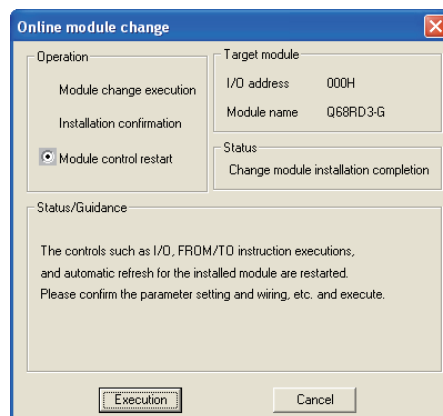 Online module change
Operation
Module change execution
Installation confirmation
Module control restart
Target module
I/O address 000H
Module name Q68RD3-G
Status
Change module installation completion
Status/Guidance
The controls such as I/O, FROM/TO instruction executions,
and automatic refresh for the installed module are restarted.
Please confirm the parameter setting and wiring, etc. and execute.
Execution Cancel